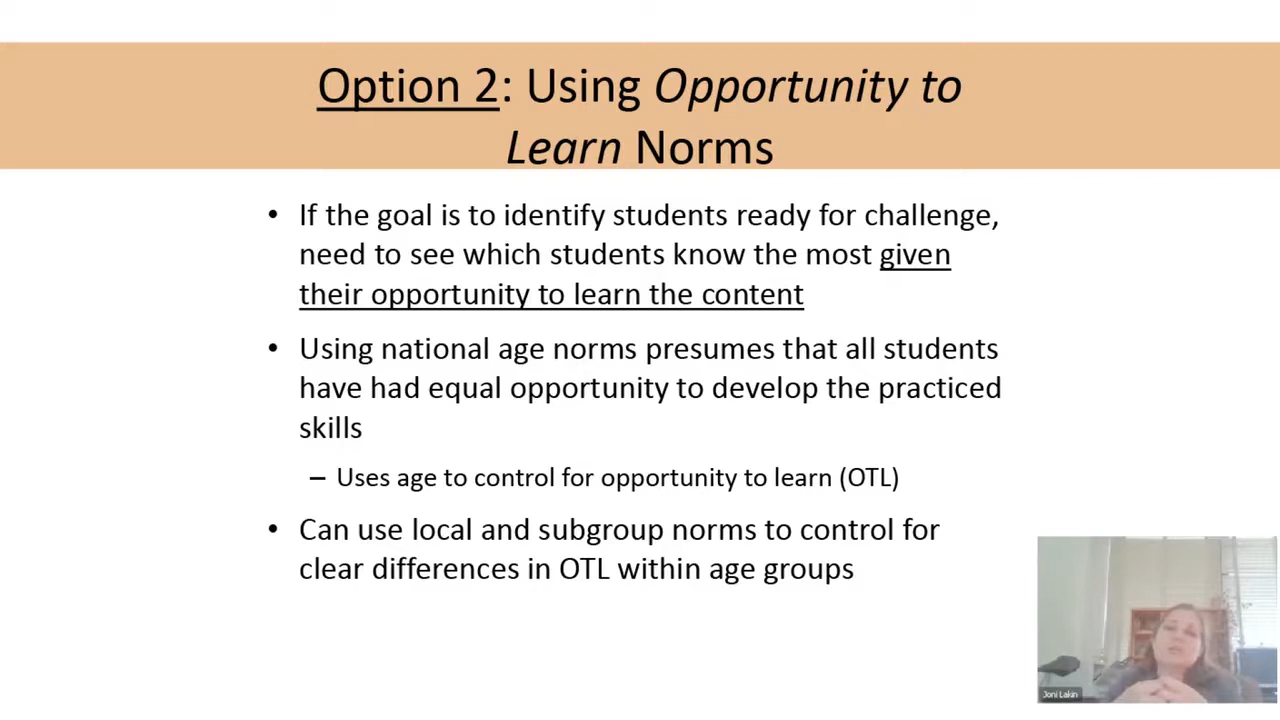 Option 2: Using Opportunity to
Learn Norms
• If the goal is to identify students ready for challenge,
need to see which students know the most given
their opportunity to learn the content
• Using national age norms presumes that all students
have had equal opportunity to develop the practiced
skills
– Uses age to control for opportunity to learn (OTL)
• Can use local and subgroup norms to control for
clear differences in OTL within age groups
Joni Lakin